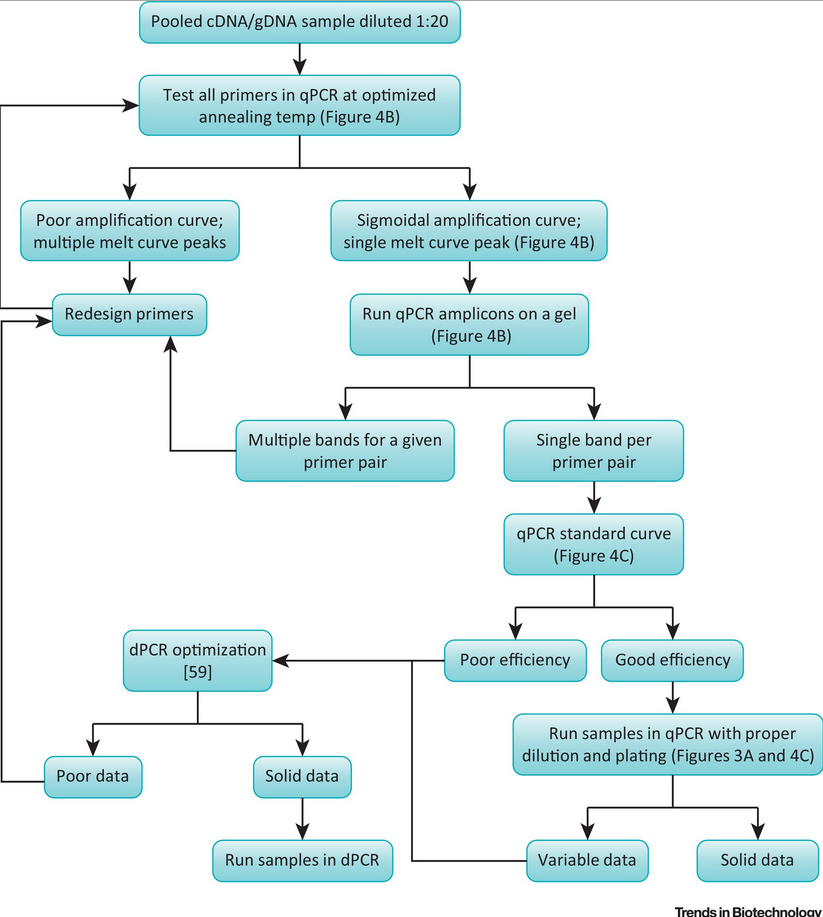 Pooled cDNA/gDNA sample diluted 1:20
Test all primers in qPCR at optimized
annealing temp (Figure 4B)
Poor amplification curve;
multiple melt curve peaks
Sigmoidal amplification curve;
single melt curve peak (Figure 4B)
Redesign primers
Run qPCR amplicons on a gel
(Figure 4B)
Multiple bands for a given
primer pair
Single band per
primer pair
qPCR standard curve
(Figure 4C)
dPCR optimization
[59]
Poor efficiency
Good efficiency
Run samples in qPCR with proper
dilution and plating (Figures 3A and 4C)
Poor data
Solid data
Run samples in dPCR
Variable data
Solid data
Trends in Biotechnology